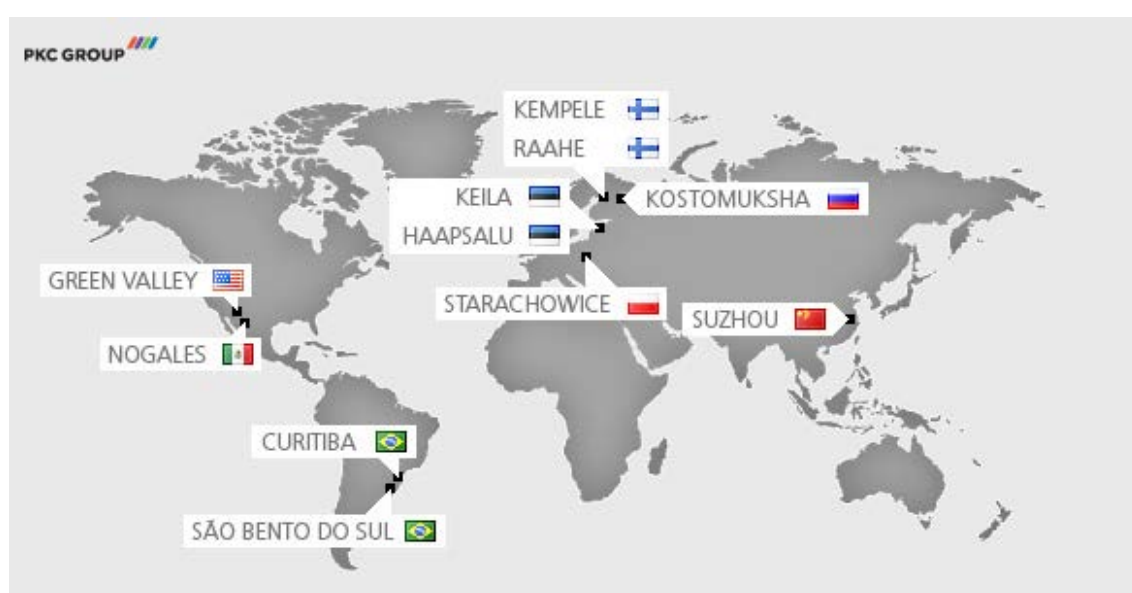 PKC GROUP
KEMPELE
RAAHE
KEILA
KOSTOMUKSHA
HAAPSALU
GREEN VALLEY
STARACHOWICE
SUZHOU
NOGALES
CURITIBA
SÃO BENTO DO SUL